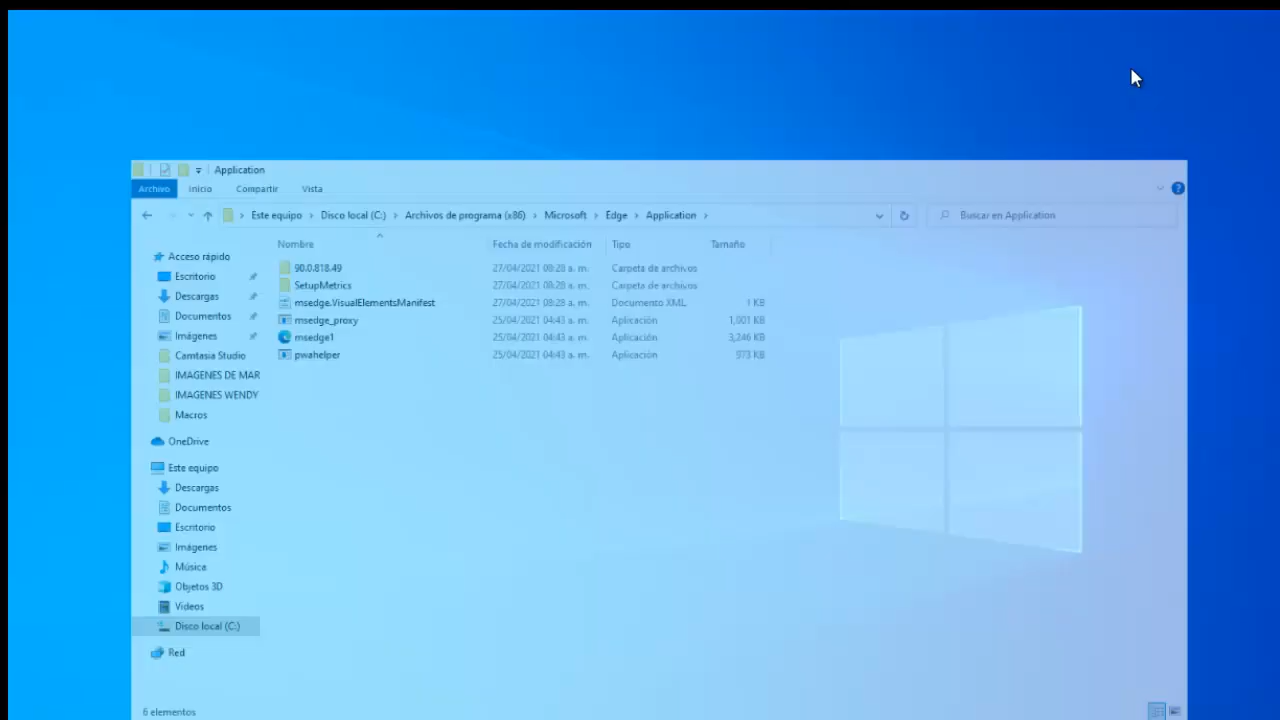 Application
Archivo Inicio Compartir Vista
Este equipo > Disco local (C:) > Archivos de programa (x86) > Microsoft > Edge > Application >
Buscar en Application
Nombre Fecha de modificación Tipo Tamaño
90.0.818.49 27/04/2021 08:28 a. m. Carpeta de archivos
SetupMetrics 27/04/2021 08:28 a. m. Carpeta de archivos
msedge.VisualElementsManifest 27/04/2021 08:28 a. m. Documento XML 1 KB
msedge_proxy 25/04/2021 04:43 a. m. Aplicación 1,001 KB
msedge1 25/04/2021 04:43 a. m. Aplicación 3,246 KB
pwahelper 25/04/2021 04:43 a. m. Aplicación 973 KB
Acceso rápido
Escritorio
Descargas
Documentos
Imágenes
Camtasia Studio
IMAGENES DE MAR
IMAGENES WENDY
Macros
OneDrive
Este equipo
Descargas
Documentos
Escritorio
Imágenes
Música
Objetos 3D
Vídeos
Disco local (C:)
Red
6 elementos